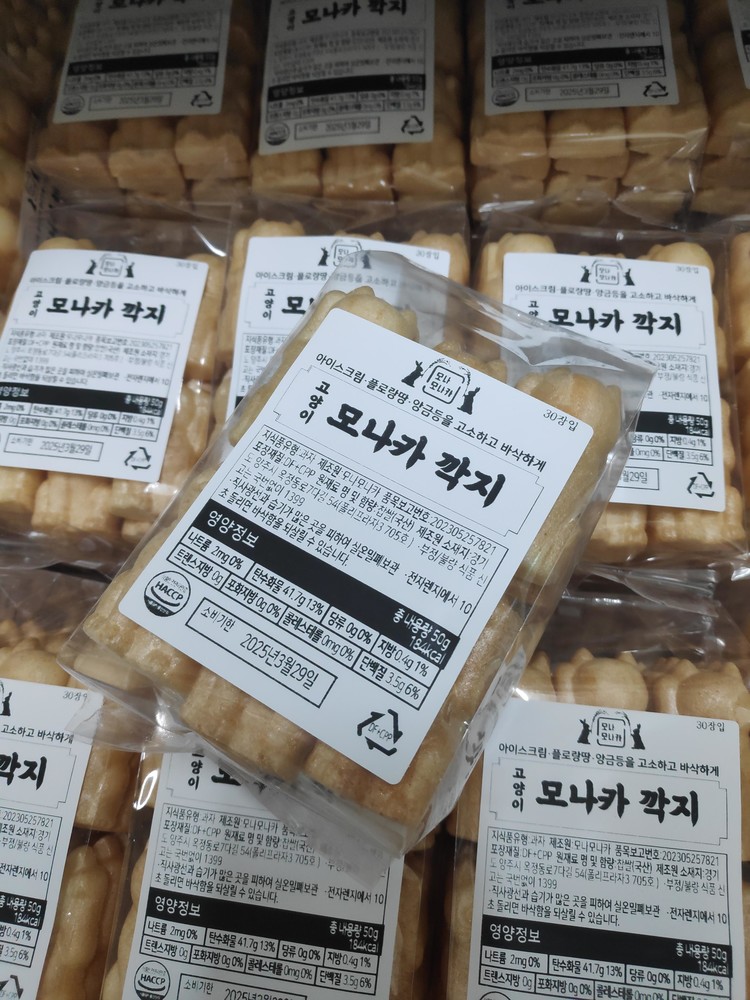 모나
모나카
30장입
아이스크림·플로랑땡·양금등을 고소하고 바삭하게
고양이
모나카 깍지
지식품유형 과자 제조원 모나모나카 품목보고번호 202305257821
포장재질 OF+CPP 원재료 명 및 함량 찹쌀(국산) 제조원 소재지 경기
도 양주시 옥정동로7다길 54(폴리프라자3 705호) ·부정/불량 식품 신
고는 국번없이 1399
·직사광선과 습기가 많은 곳을 피하여 실온밀폐보관 ·전자렌지에서 10
초 돌리면 바삭함을 되살릴 수 있습니다.
영양정보
총 내용량 50g
184kcal
나트륨 2mg 0% 탄수화물 41.7g 13% 당류 0g 0% 지방 0.4g 1%
트랜스지방 0g 포화지방 0g 0% 콜레스테롤 0mg 0% 단백질 3.5g 6%
HACCP
소비기한
2025년3월29일
OF+CPP